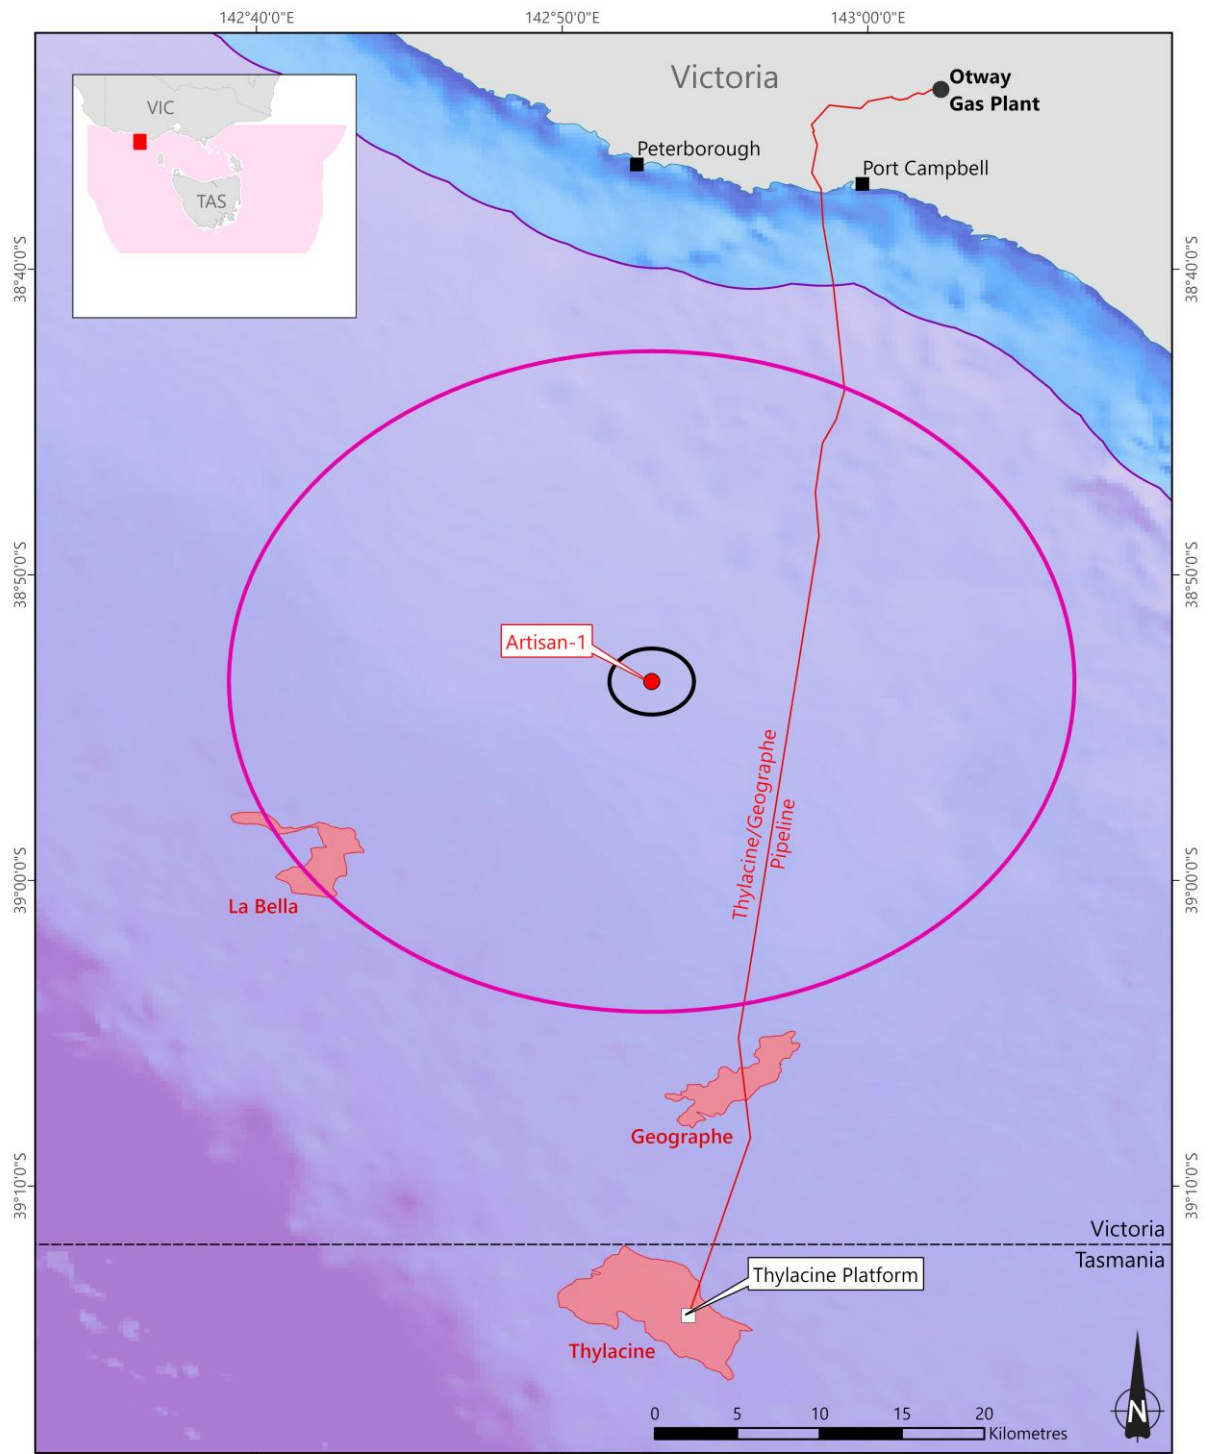 142°40'0"E
142°50'0"E
143°00'0"E
Victoria
Otway
Gas Plant
VIC
TAS
Peterborough
Port Campbell
38°40'0"S
38°40'0"S
38°50'0"S
38°50'0"S
Artisan-1
Thylacine/Geographe
Pipeline
39°00'0"S
39°00'0"S
La Bella
Geographe
39°10'0"S
39°10'0"S
Victoria
Tasmania
Thylacine Platform
Thylacine
0 5 10 15 20
Kilometres
N